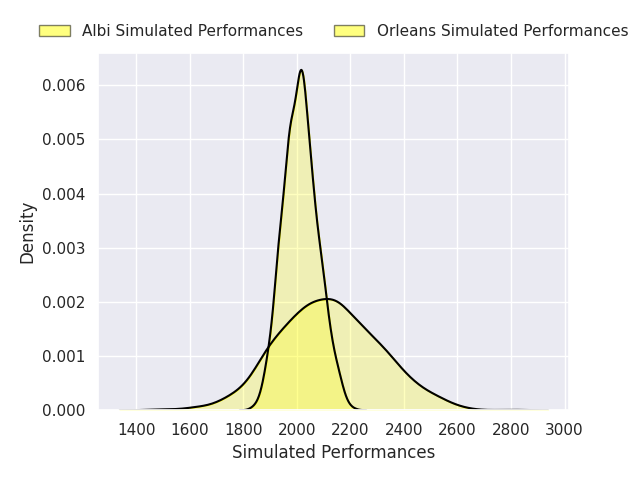 Albi Simulated Performances
Orleans Simulated Performances
0.006
0.005
0.004
0.003
0.002
0.001
0.000
Density
1400 1600 1800 2000 2200 2400 2600 2800 3000
Simulated Performances